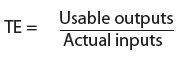 TE = Usable outputs
Actual inputs